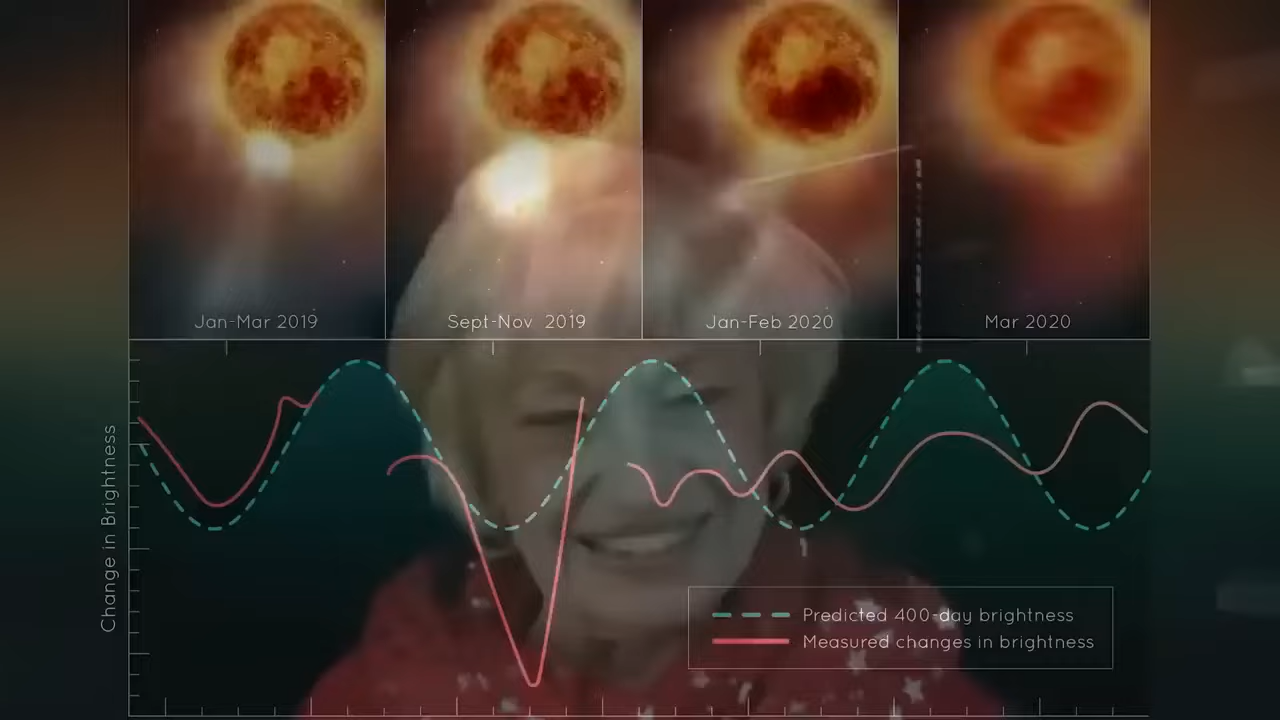 Jan-Mar 2019
Sept-Nov 2019
Jan-Feb 2020
Mar 2020
Change in Brightness
Predicted 400-day brightness
Measured changes in brightness